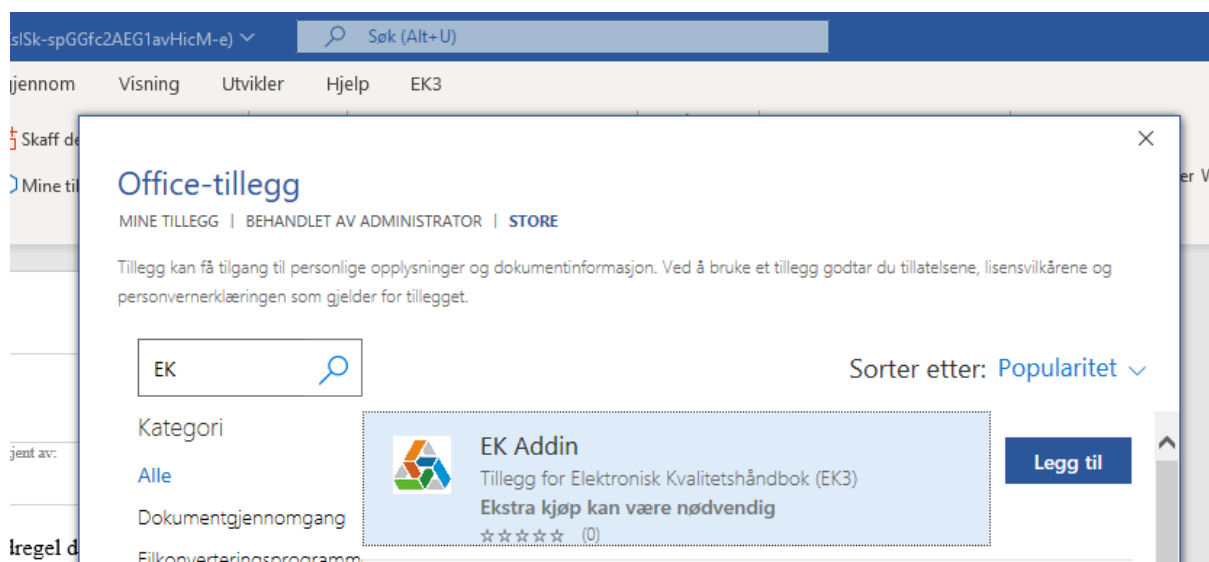 sISk-spGGfc2AEG1avHicM-e)
Søk (Alt+U)
jennom Visning Utvikler Hjelp EK3
Skaff de
Mine til
er
Office-tillegg
MINE TILLEGG | BEHANDLET AV ADMINISTRATOR | STORE
Tillegg kan få tilgang til personlige opplysninger og dokumentinformasjon. Ved å bruke et tillegg godtar du tillatelsene, lisensvilkårene og
personvernerklæringen som gjelder for tillegget.
EK
Sorter etter: Popularitet
Kategori
Alle
Dokumentgjennomgang
Filkonverteringsprogramm
EK Addin
Tillegg for Elektronisk Kvalitetshåndbok (EK3)
Ekstra kjøp kan være nødvendig
(0)
Legg til
jent av:
dregel d